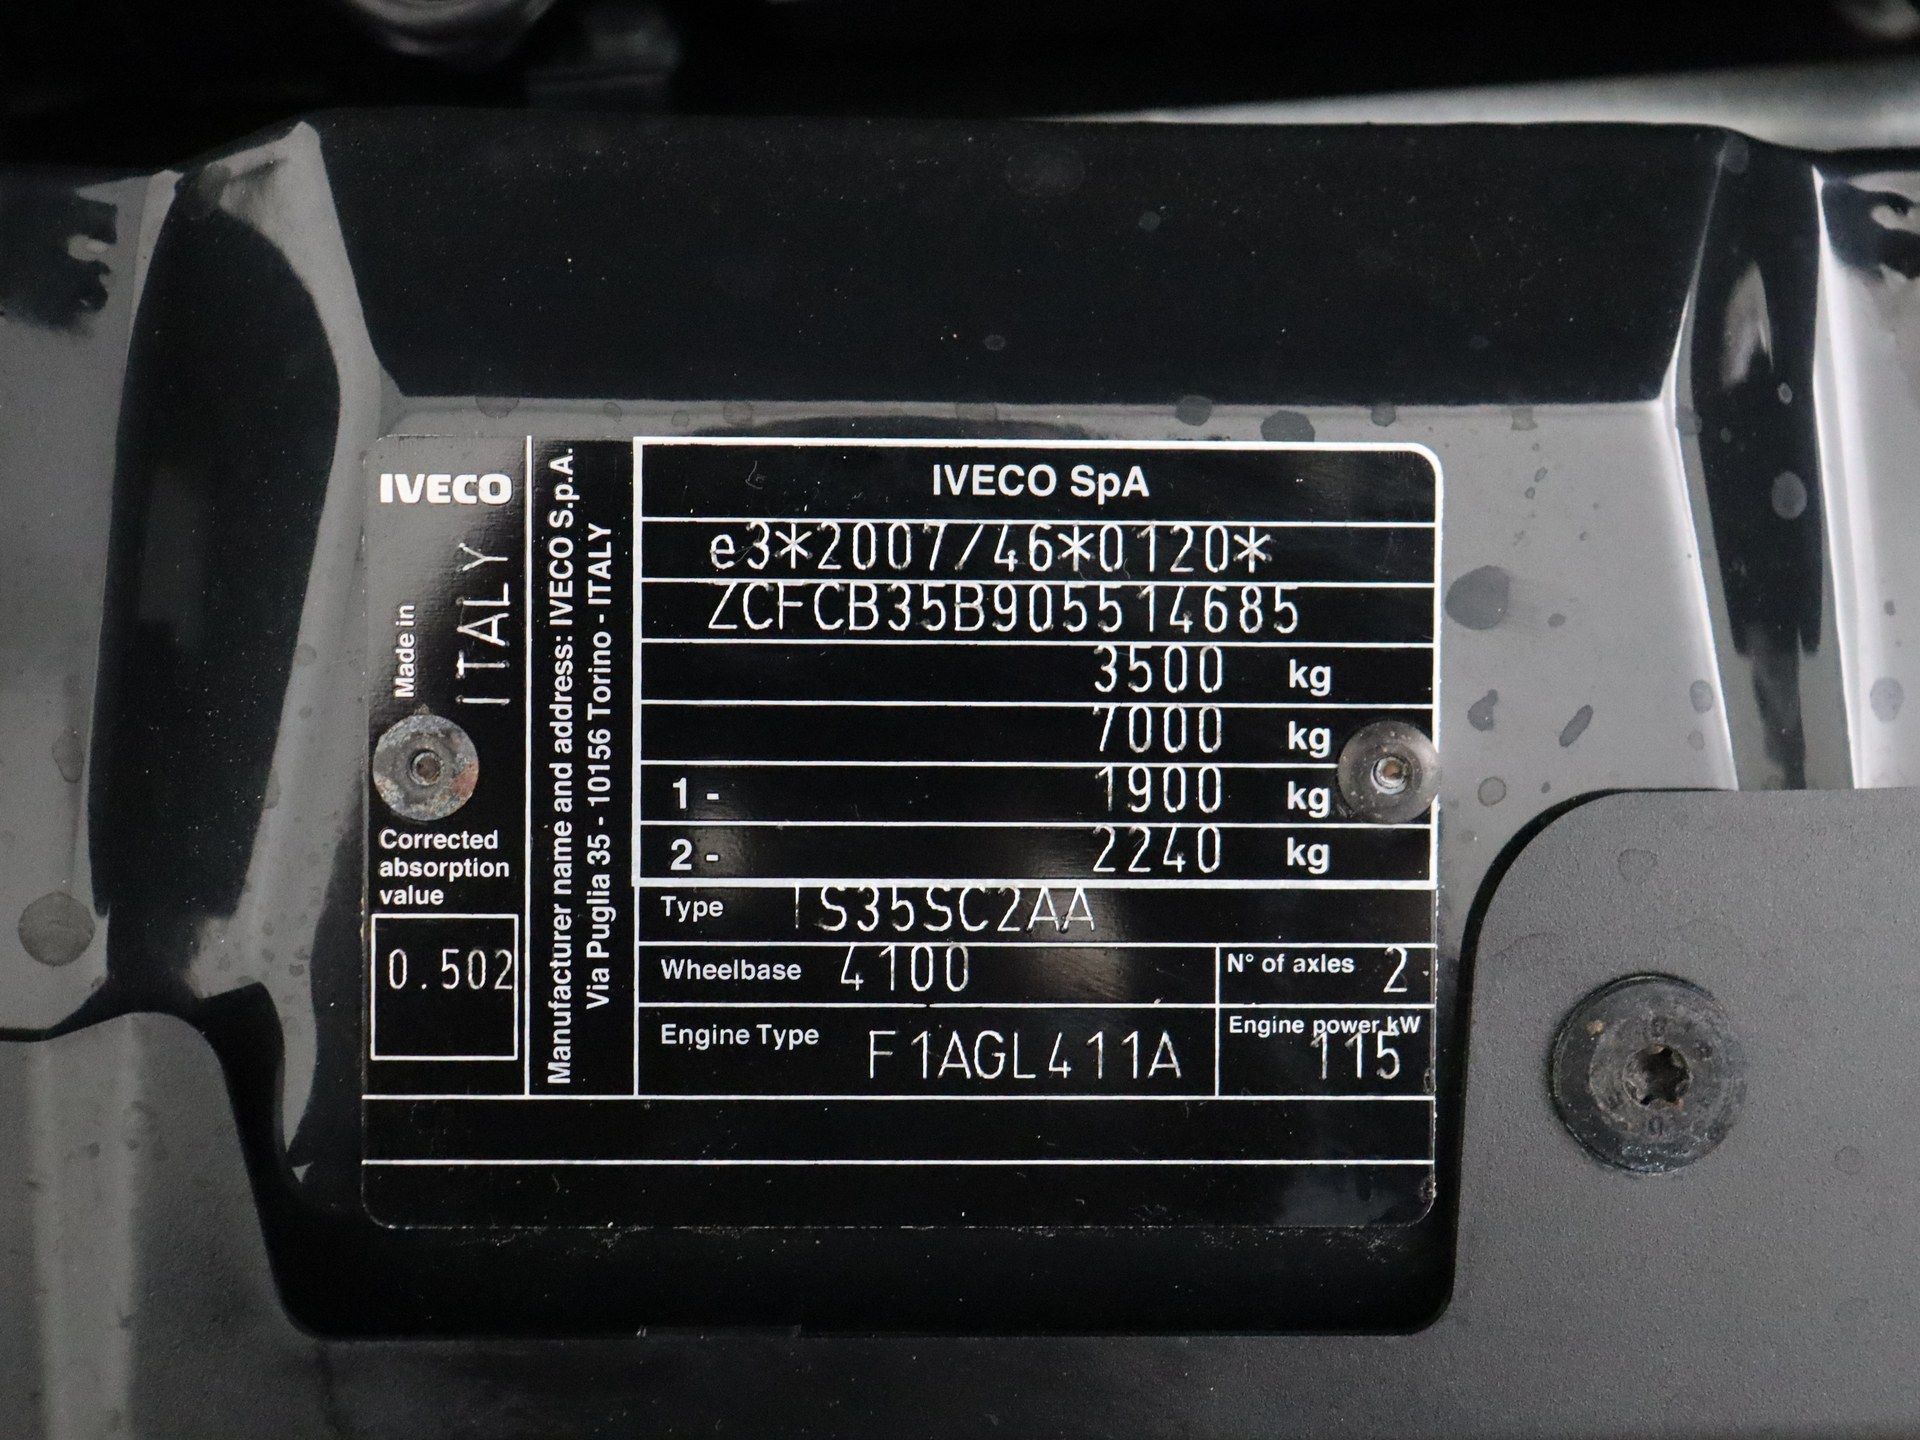 IVECO
Made in
ITALY
Corrected
absorption
value
0.502
Manufacturer name and address: IVECO S.p.A.
Via Puglia 35 - 10156 Torino - ITALY
IVECO SpA
e3*2007/46*0120*
ZCFCB35B905514685
3500 kg
7000 kg
1 - 1900 kg
2 - 2240 kg
Type IS35SC2AA
Wheelbase 4100
N° of axles 2
Engine Type F1AGL411A
Engine power kW
115